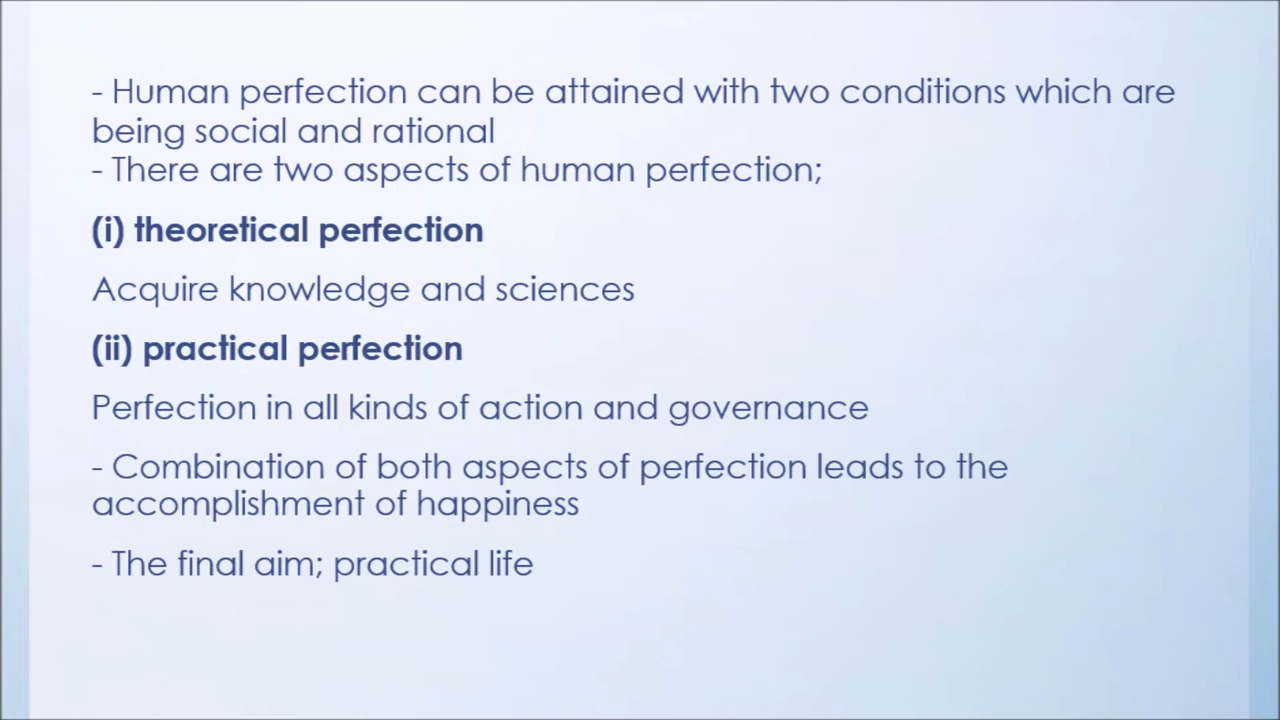 - Human perfection can be attained with two conditions which are
being social and rational
- There are two aspects of human perfection;
(i) theoretical perfection
Acquire knowledge and sciences
(ii) practical perfection
Perfection in all kinds of action and governance
- Combination of both aspects of perfection leads to the
accomplishment of happiness
- The final aim; practical life